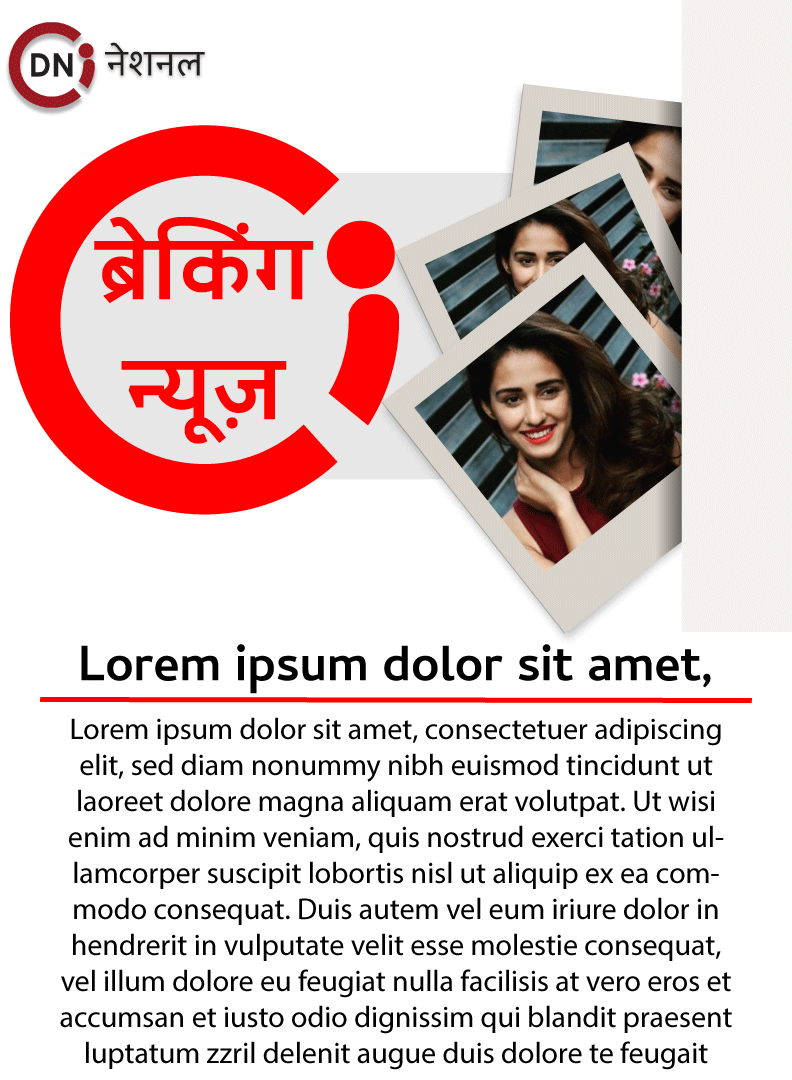 DN नेशनल
ब्रेकिंग
न्यूज़
Lorem ipsum dolor sit amet,
Lorem ipsum dolor sit amet, consectetuer adipiscing
elit, sed diam nonummy nibh euismod tincidunt ut
laoreet dolore magna aliquam erat volutpat. Ut wisi
enim ad minim veniam, quis nostrud exerci tation ul-
lamcorper suscipit lobortis nisl ut aliquip ex ea com-
modo consequat. Duis autem vel eum iriure dolor in
hendrerit in vulputate velit esse molestie consequat,
vel illum dolore eu feugiat nulla facilisis at vero eros et
accumsan et iusto odio dignissim qui blandit praesent
luptatum zzril delenit augue duis dolore te feugait